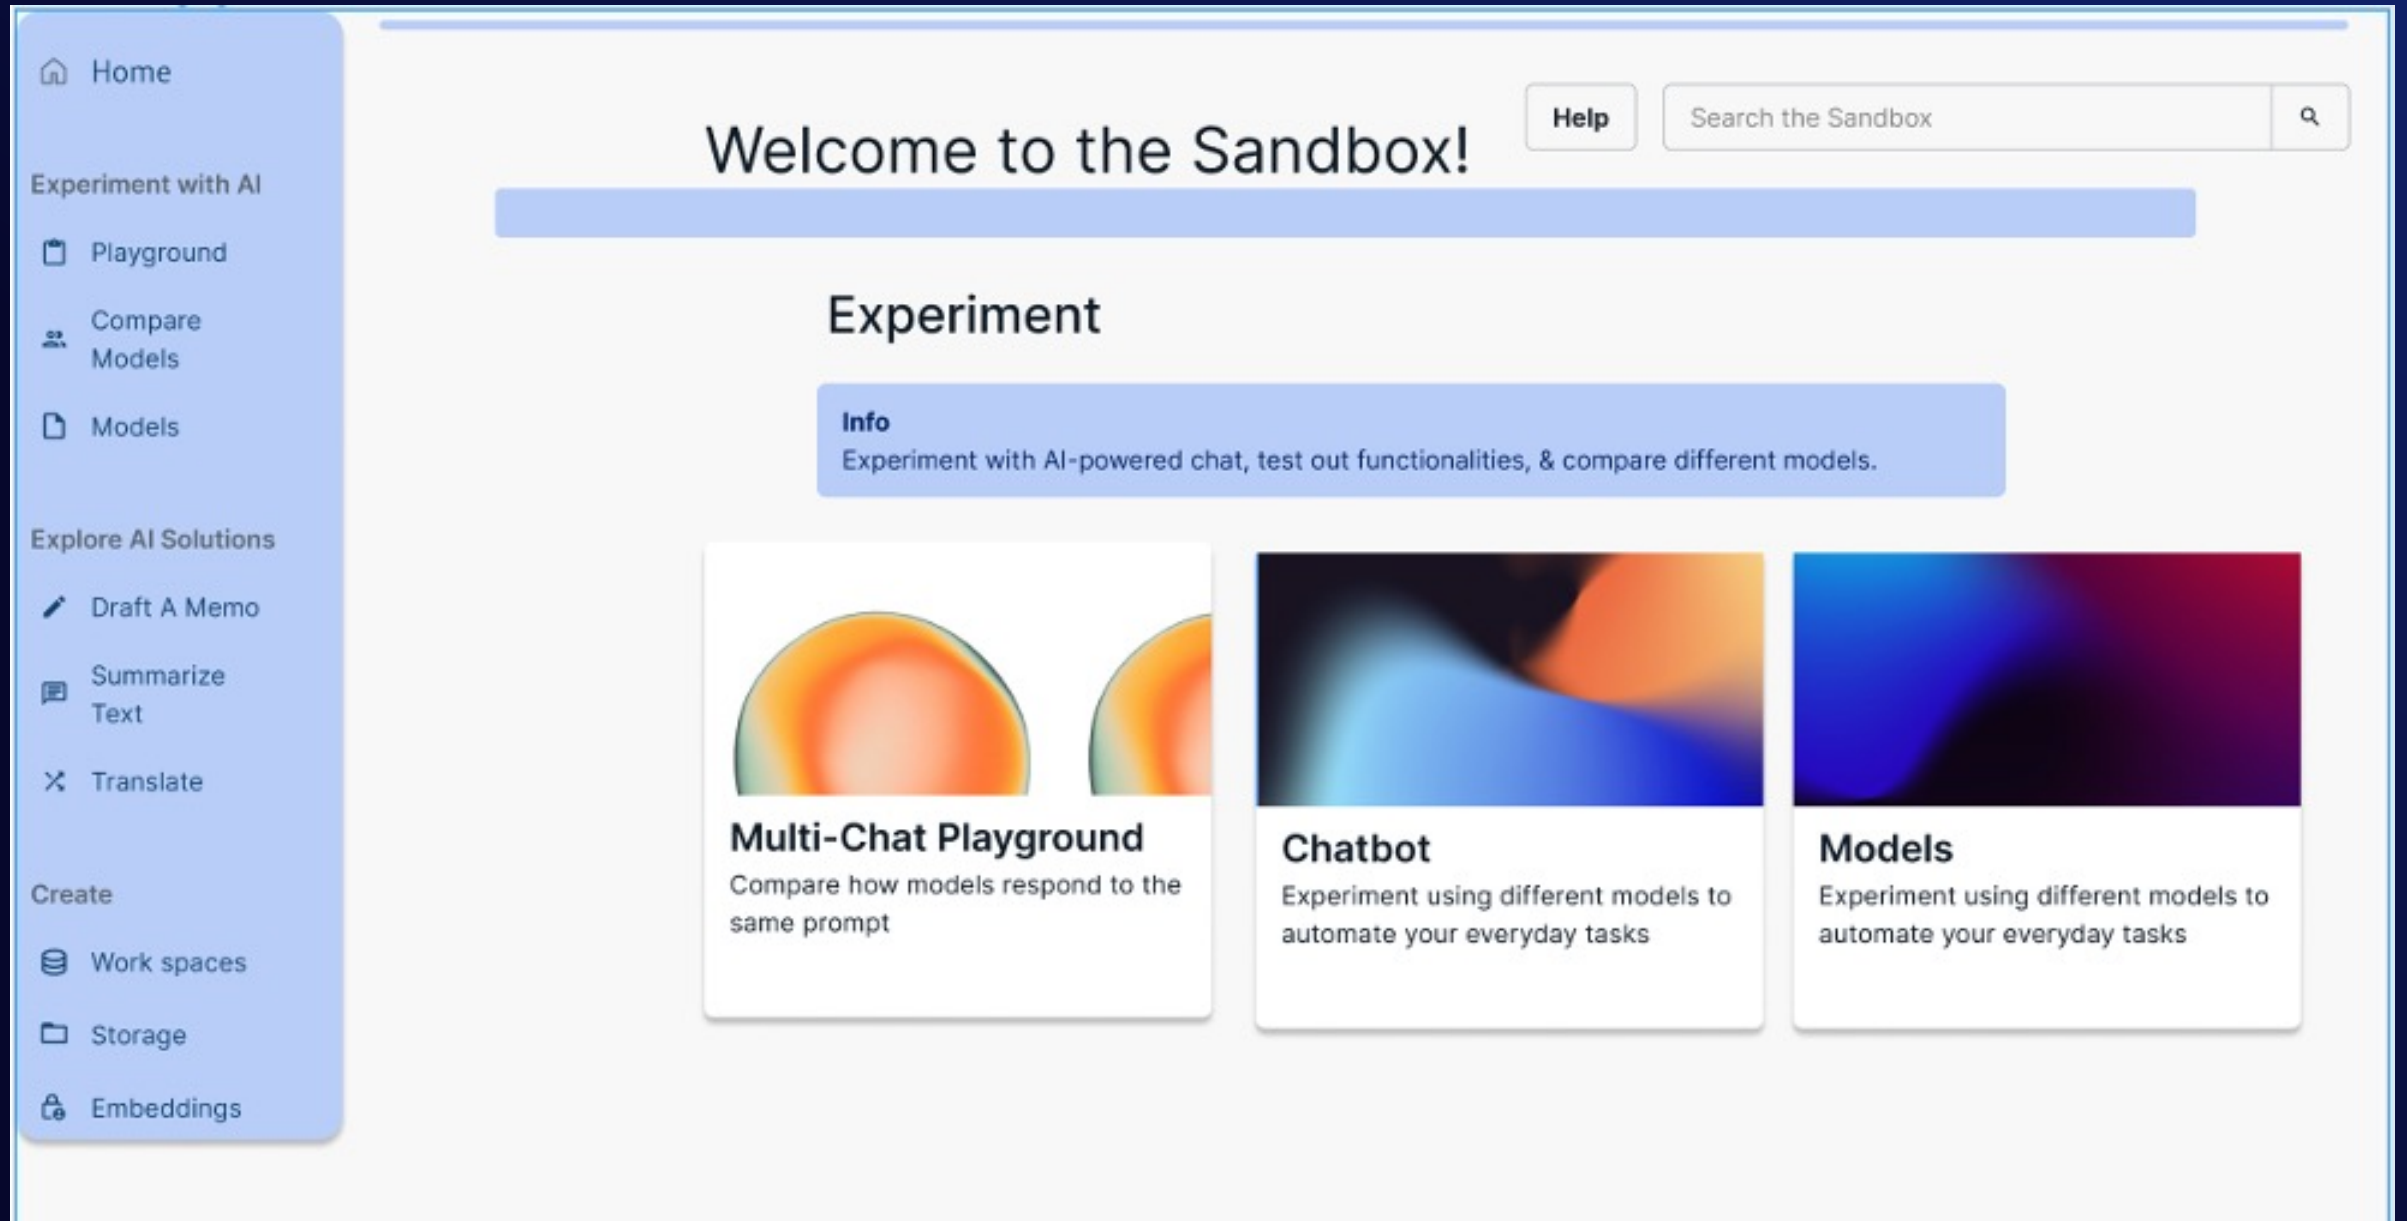 Home
Experiment with AI
Playground
Compare
Models
Models
Explore AI Solutions
Draft A Memo
Summarize
Text
Translate
Create
Work spaces
Storage
Embeddings
Help
Search the Sandbox
Welcome to the Sandbox!
Experiment
Info
Experiment with AI-powered chat, test out functionalities, & compare different models.
Multi-Chat Playground
Compare how models respond to the
same prompt
Chatbot
Experiment using different models to
automate your everyday tasks
Models
Experiment using different models to
automate your everyday tasks